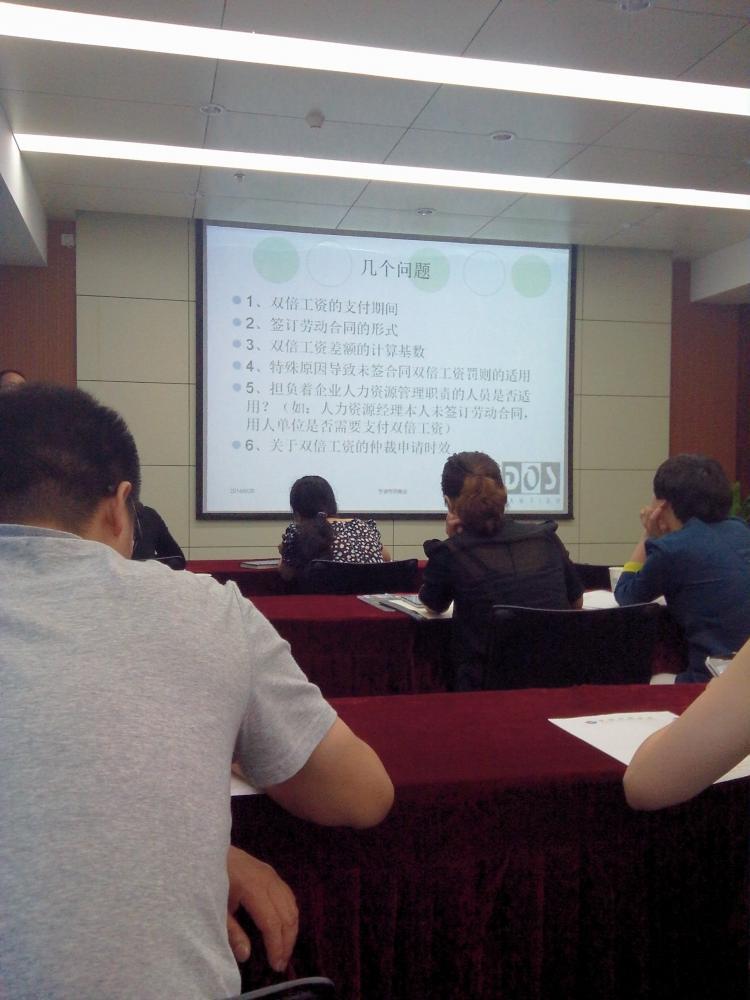 几个问题
1、双倍工资的支付期间
2、签订劳动合同的形式
3、双倍工资差额的计算基数
4、特殊原因导致未签合同双倍工资罚则的适用
5、担负着企业人力资源管理职责的人员是否适
用？（如：人力资源经理本人未签订劳动合同，
用人单位是否需要支付双倍工资）
6、关于双倍工资的仲裁申请时效
DOS